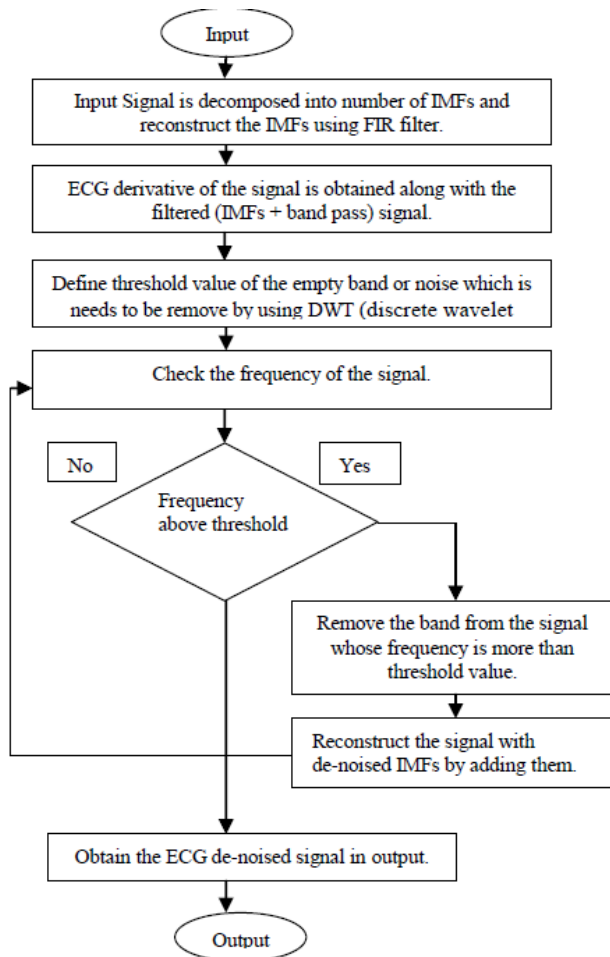 Input
Input Signal is decomposed into number of IMFs and
reconstruct the IMFs using FIR filter.
ECG derivative of the signal is obtained along with the
filtered (IMFs + band pass) signal.
Define threshold value of the empty band or noise which is
needs to be remove by using DWT (discrete wavelet
Check the frequency of the signal.
No
Yes
Frequency
above threshold
Remove the band from the signal
whose frequency is more than
threshold value.
Reconstruct the signal with
de-noised IMFs by adding them.
Obtain the ECG de-noised signal in output.
Output